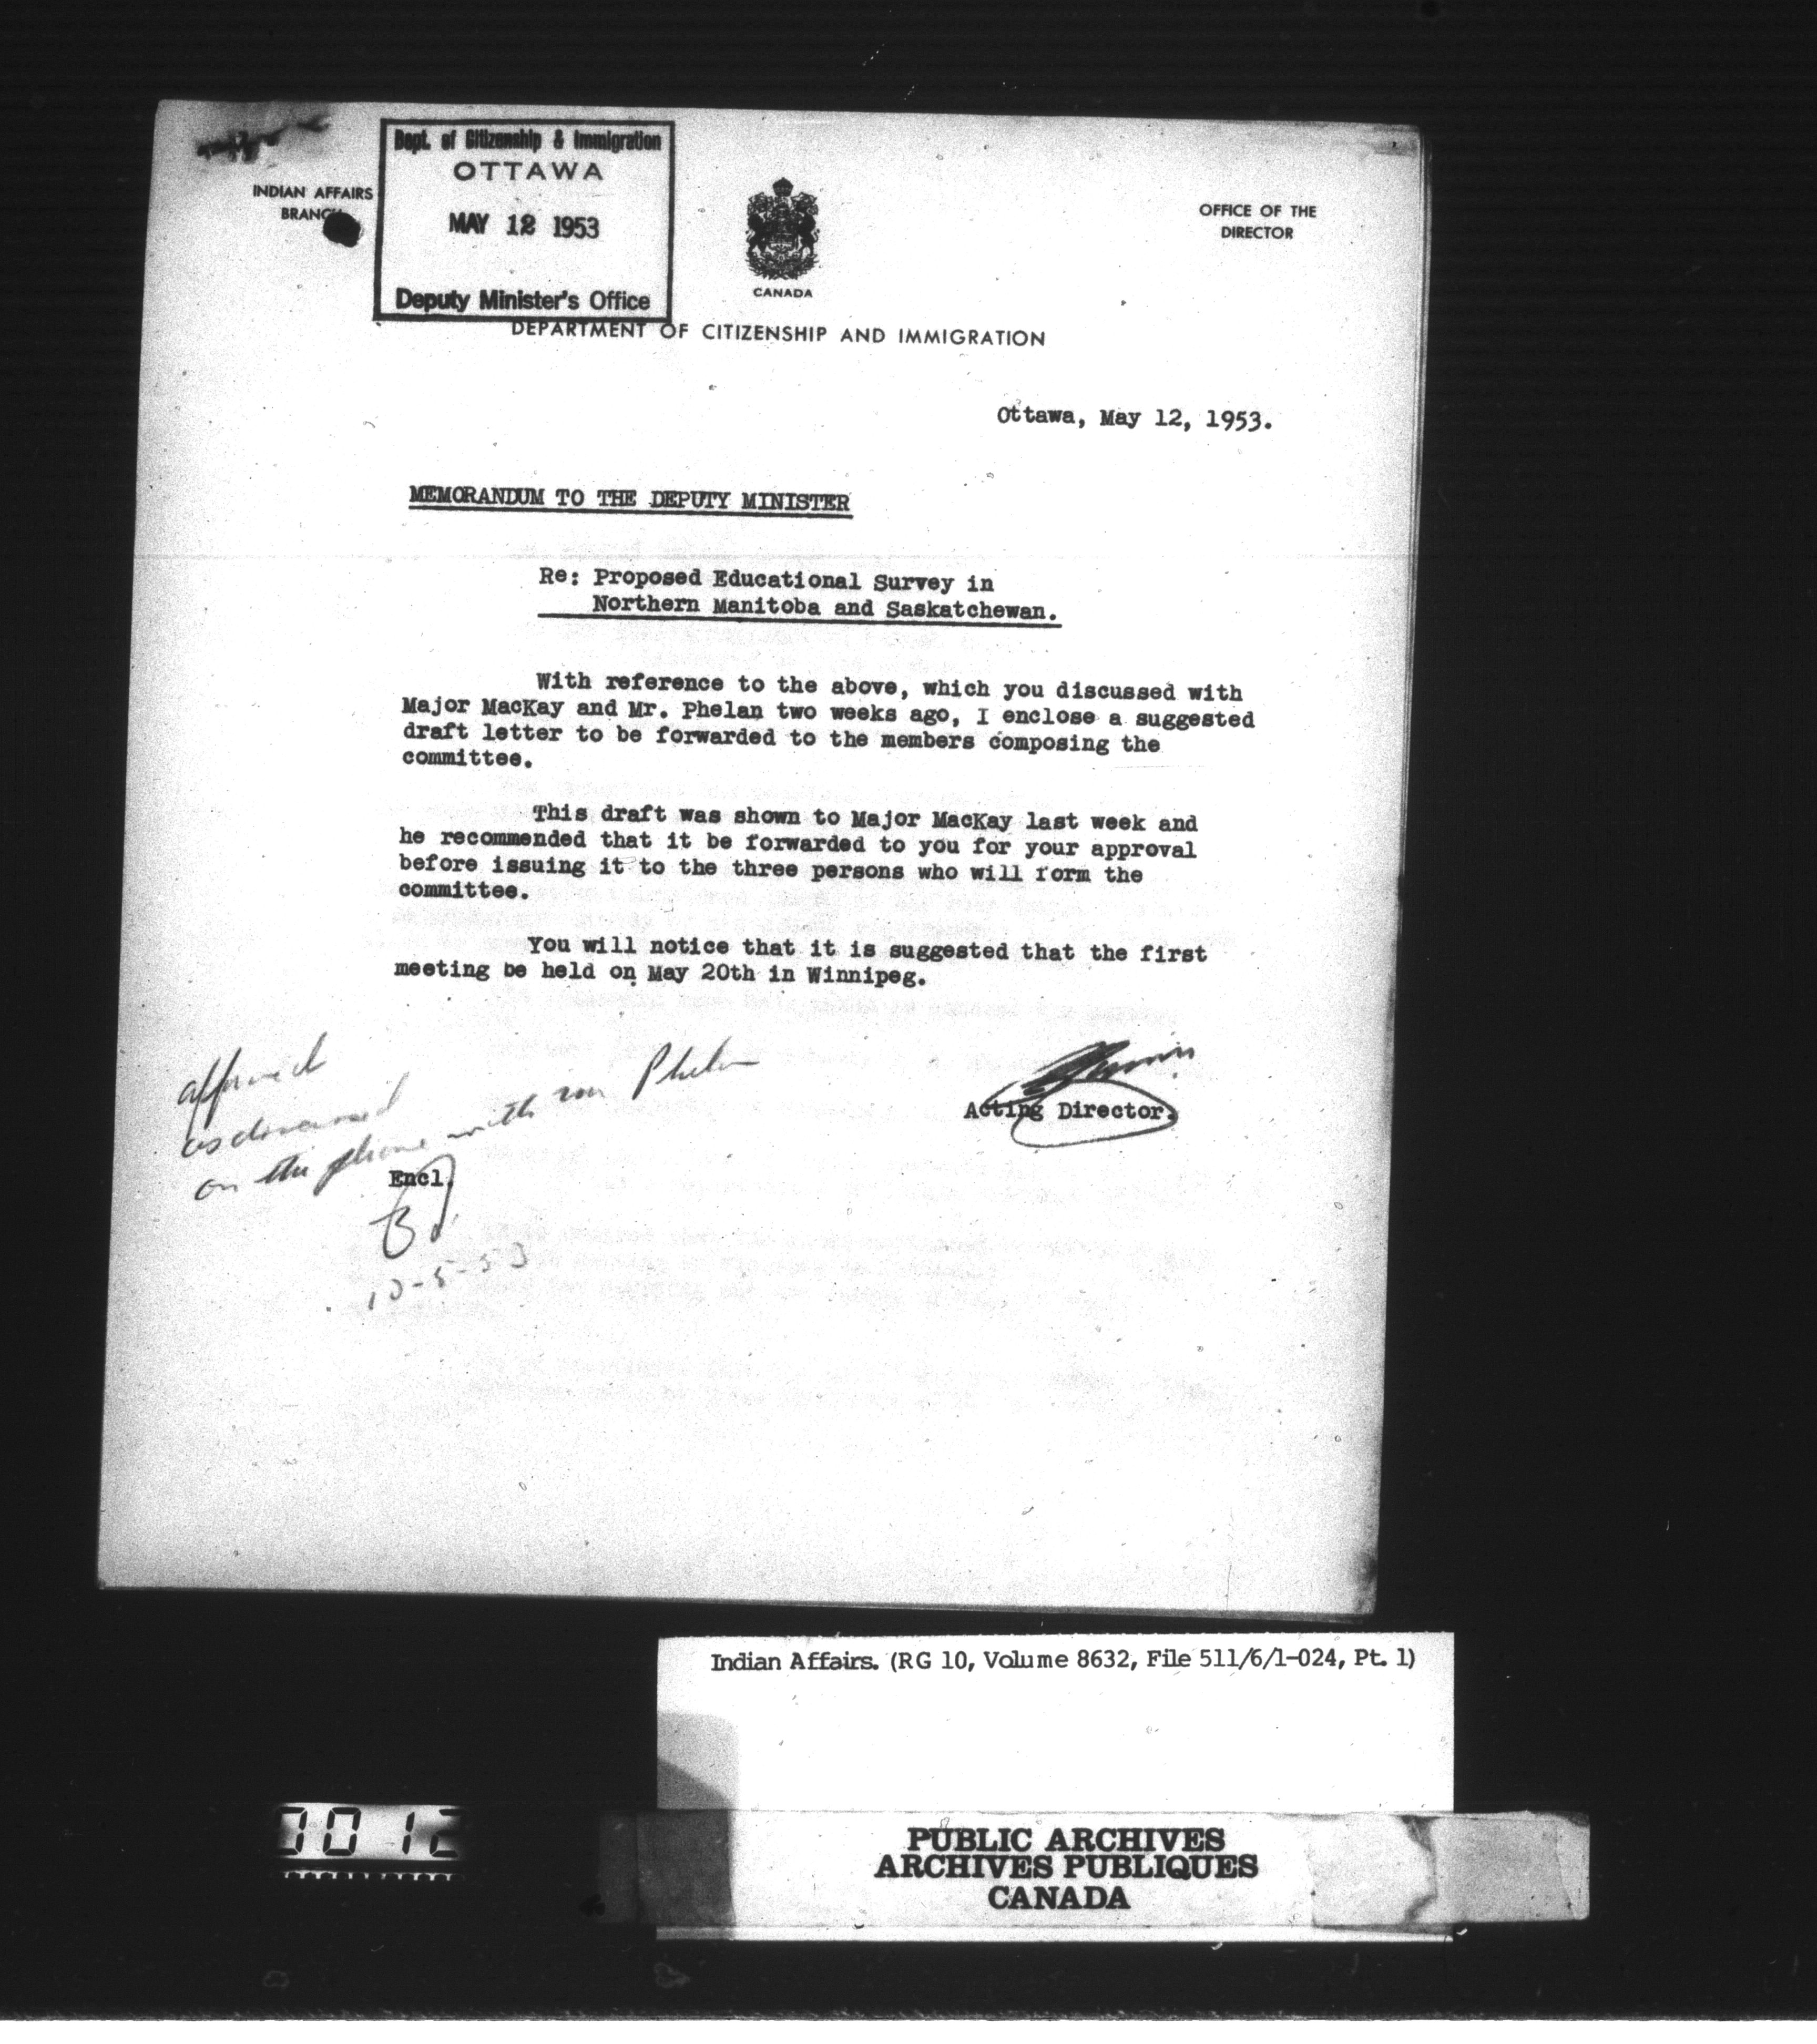 Dept. of Citizenship & Immigration
OTTAWA
MAY 12 1953
Deputy Minister's Office
INDIAN AFFAIRS
BRANCH
CANADA
OFFICE OF THE
DIRECTOR
DEPARTMENT OF CITIZENSHIP AND IMMIGRATION
Ottawa, May 12, 1953.
MEMORANDUM TO THE DEPUTY MINISTER
Re: Proposed Educational Survey in
Northern Manitoba and Saskatchewan.
With reference to the above, which you discussed with
Major MacKay and Mr. Phelan two weeks ago, I enclose a suggested
draft letter to be forwarded to the members composing the
committee.
This draft was shown to Major MacKay last week and
he recommended that it be forwarded to you for your approval
before issuing it to the three persons who will form the
committee.
You will notice that it is suggested that the first
meeting be held on May 20th in Winnipeg.
approved
as discussed
on the phone with Mr Phelan
Acting Director.
Encl.
Indian Affairs. (RG 10, Volume 8632, File 511/6/1-024, Pt. 1)
0012
PUBLIC ARCHIVES
ARCHIVES PUBLIQUES
CANADA